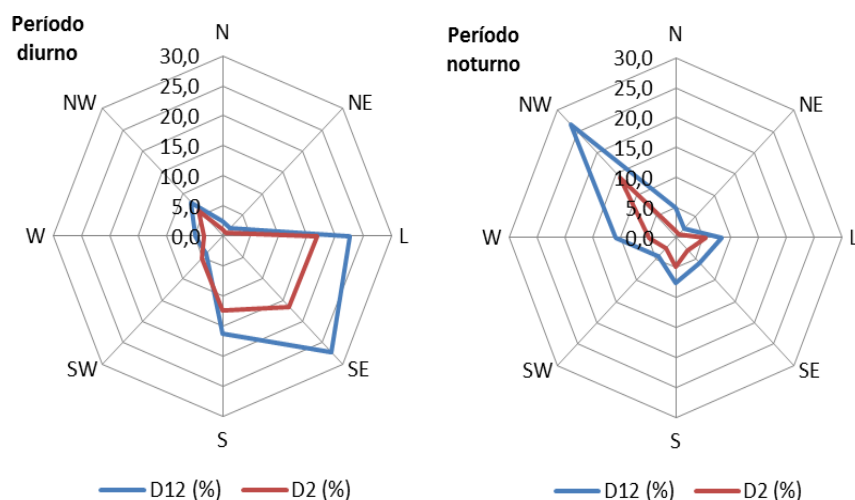 Período
diurno
N
30,0
25,0
20,0
15,0
10,0
5,0
0,0
NE
L
SE
S
SW
W
NW
D12 (%)
D2 (%)
Período
noturno
N
30,0
25,0
20,0
15,0
10,0
5,0
0,0
NE
L
SE
S
SW
W
NW
D12 (%)
D2 (%)